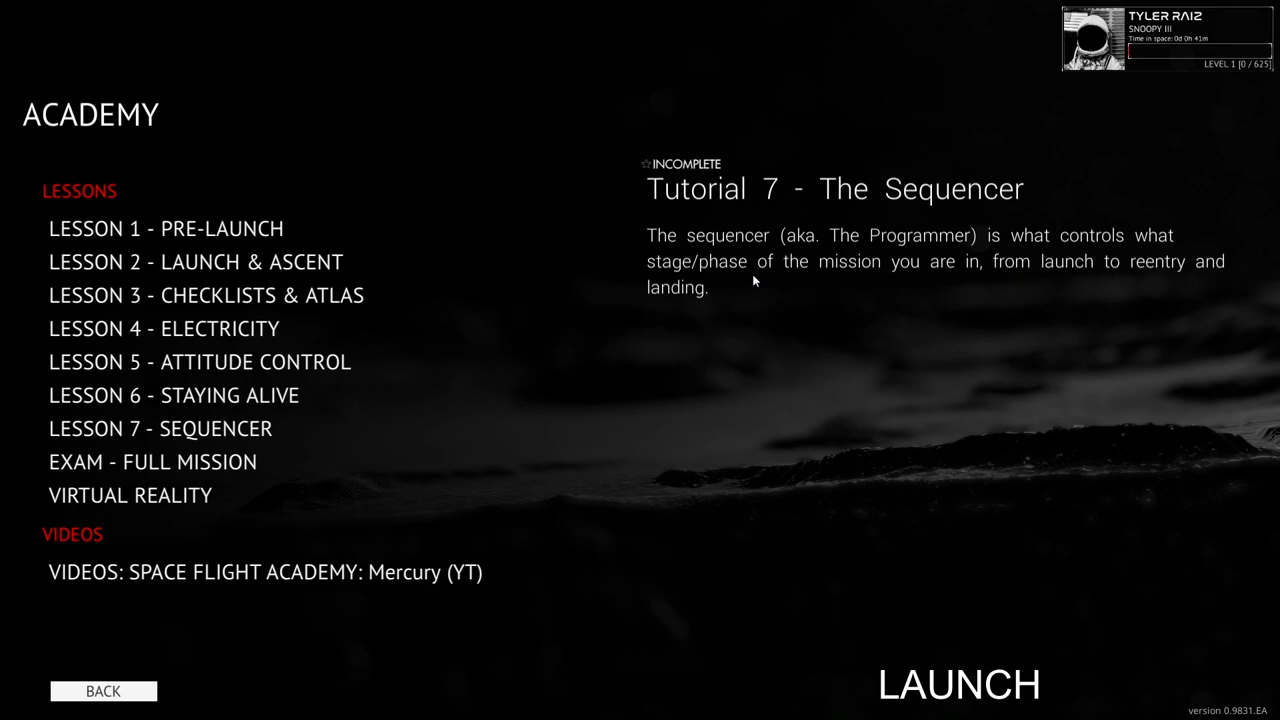 TYLER RAIZ
SNOOPY III
Time in space: 0d 0h 41m
LEVEL 1 [0 / 625]
ACADEMY
LESSONS
LESSON 1 - PRE-LAUNCH
LESSON 2 - LAUNCH & ASCENT
LESSON 3 - CHECKLISTS & ATLAS
LESSON 4 - ELECTRICITY
LESSON 5 - ATTITUDE CONTROL
LESSON 6 - STAYING ALIVE
LESSON 7 - SEQUENCER
EXAM - FULL MISSION
VIRTUAL REALITY
VIDEOS
VIDEOS: SPACE FLIGHT ACADEMY: Mercury (YT)
BACK
☆INCOMPLETE
Tutorial 7 - The Sequencer
The sequencer (aka. The Programmer) is what controls what
stage/phase of the mission you are in, from launch to reentry and
landing.
LAUNCH
version 0.9831.EA